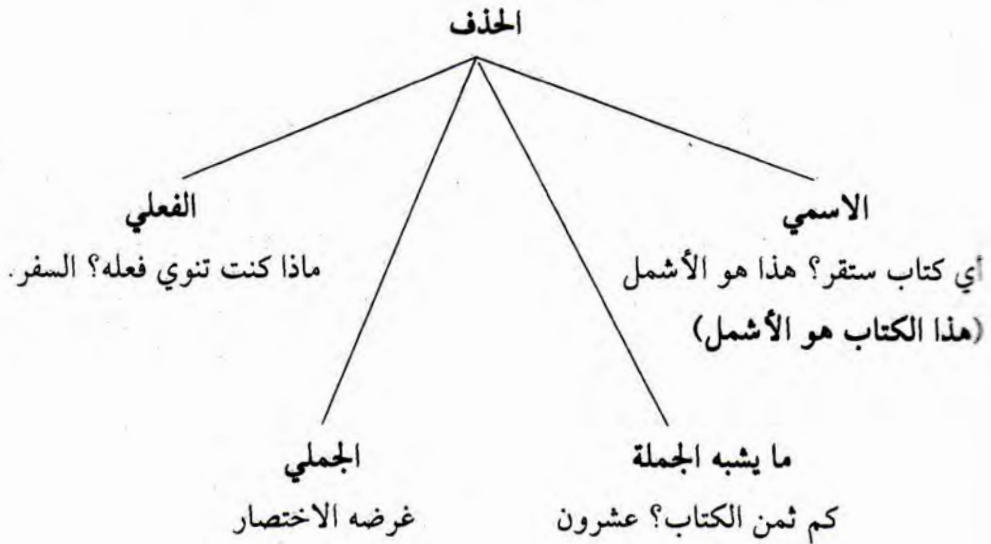 الحذف
الاسمي
أي كتاب ستقر؟ هذا هو الأشمل
(هذا الكتاب هو الأشمل)
الفعلي
ماذا كنت تنوي فعله؟ السفر.
ما يشبه الجملة
كم ثمن الكتاب؟ عشرون
الجملي
غرضه الاختصار